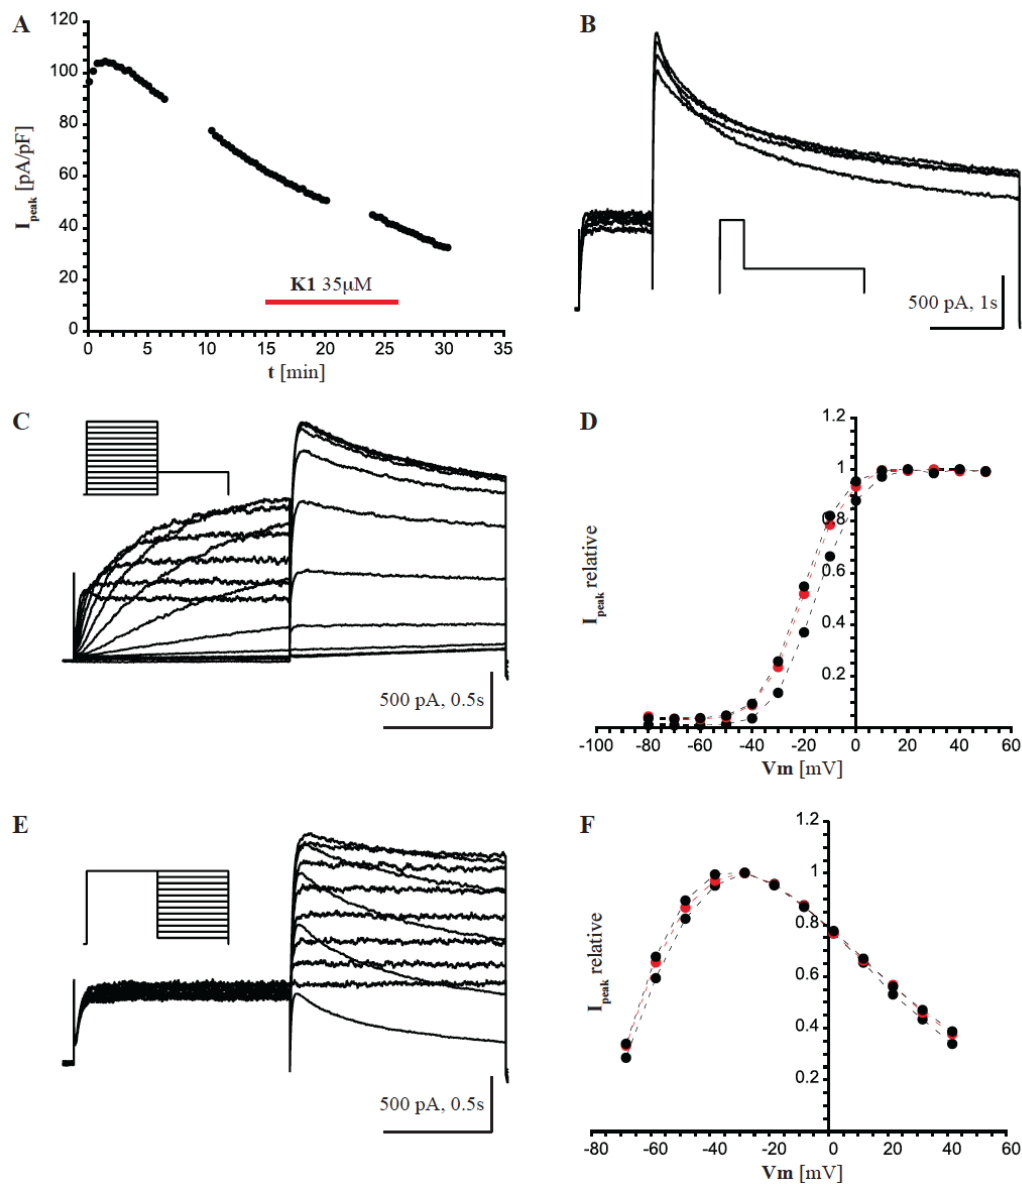 A
120
100
80
60
40
20
0
I peak [pA/pF]
K1 35µM
0 5 10 15 20 25 30 35
t [min]
B
500 pA, 1s
C
500 pA, 0.5s
D
1.2
1
0.8
0.6
0.4
0.2
I peak relative
-100 -80 -60 -40 -20 0 20 40 60
Vm [mV]
E
500 pA, 0.5s
F
1.2
1
0.8
0.6
0.4
0.2
I peak relative
-80 -60 -40 -20 0 20 40 60
Vm [mV]